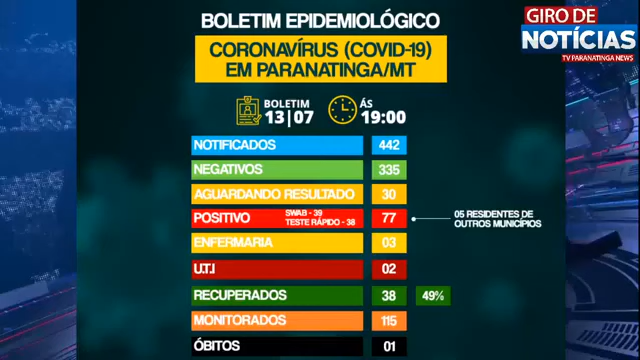 BOLETIM EPIDEMIOLÓGICO
GIRO DE
NOTÍCIAS
TV PARANATINGA NEWS
CORONAVÍRUS (COVID-19)
EM PARANATINGA/MT
BOLETIM
13|07
ÁS
19:00
NOTIFICADOS 442
NEGATIVOS 335
AGUARDANDO RESULTADO 30
POSITIVO SWAB - 39
TESTE RÁPIDO - 38
77
05 RESIDENTES DE
OUTROS MUNICÍPIOS
ENFERMARIA 03
U.T.I 02
RECUPERADOS 38 49%
MONITORADOS 115
ÓBITOS 01